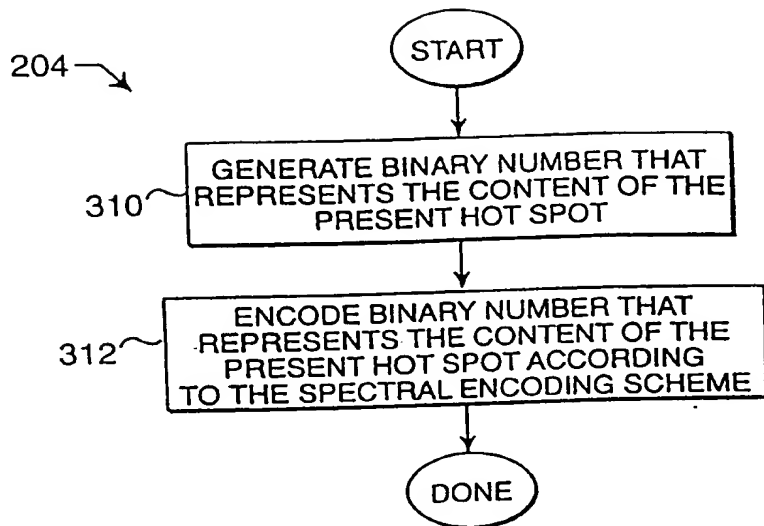 START
204
GENERATE BINARY NUMBER THAT
REPRESENTS THE CONTENT OF THE
PRESENT HOT SPOT
310
ENCODE BINARY NUMBER THAT
REPRESENTS THE CONTENT OF THE
PRESENT HOT SPOT ACCORDING
TO THE SPECTRAL ENCODING SCHEME
312
DONE